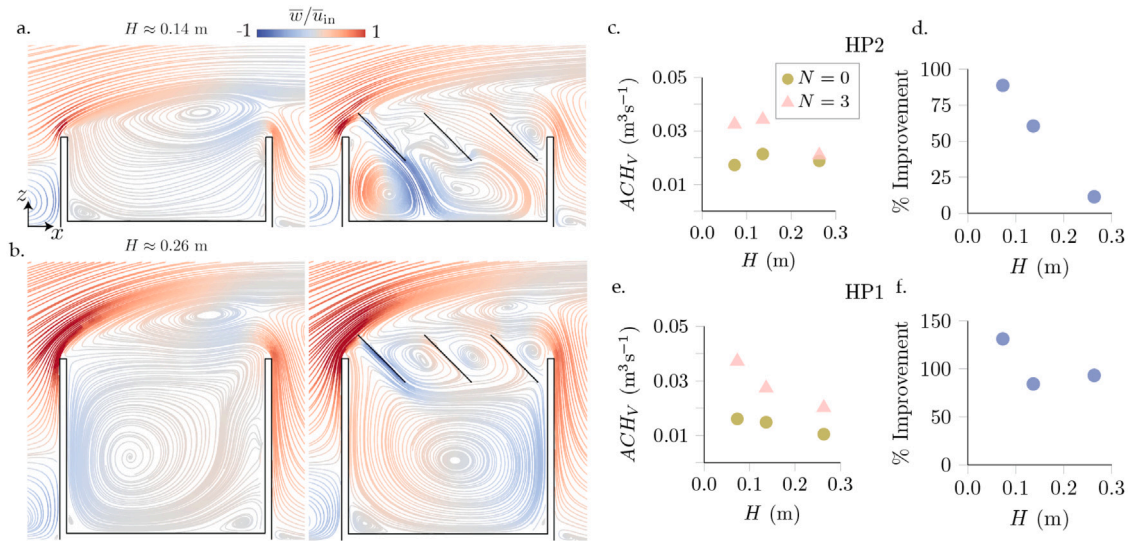 a.
H ≈ 0.14 m
w̅/u̅in
-1
1
z
x
b.
H ≈ 0.26 m
c.
HP2
ACHV (m³s⁻¹)
0.05
0.03
0.01
N = 0
N = 3
0.0 0.1 0.2 0.3
H (m)
d.
% Improvement
100
75
50
25
0
0.0 0.1 0.2 0.3
H (m)
e.
HP1
ACHV (m³s⁻¹)
0.05
0.03
0.01
0.0 0.1 0.2 0.3
H (m)
f.
% Improvement
150
100
50
0
0.0 0.1 0.2 0.3
H (m)